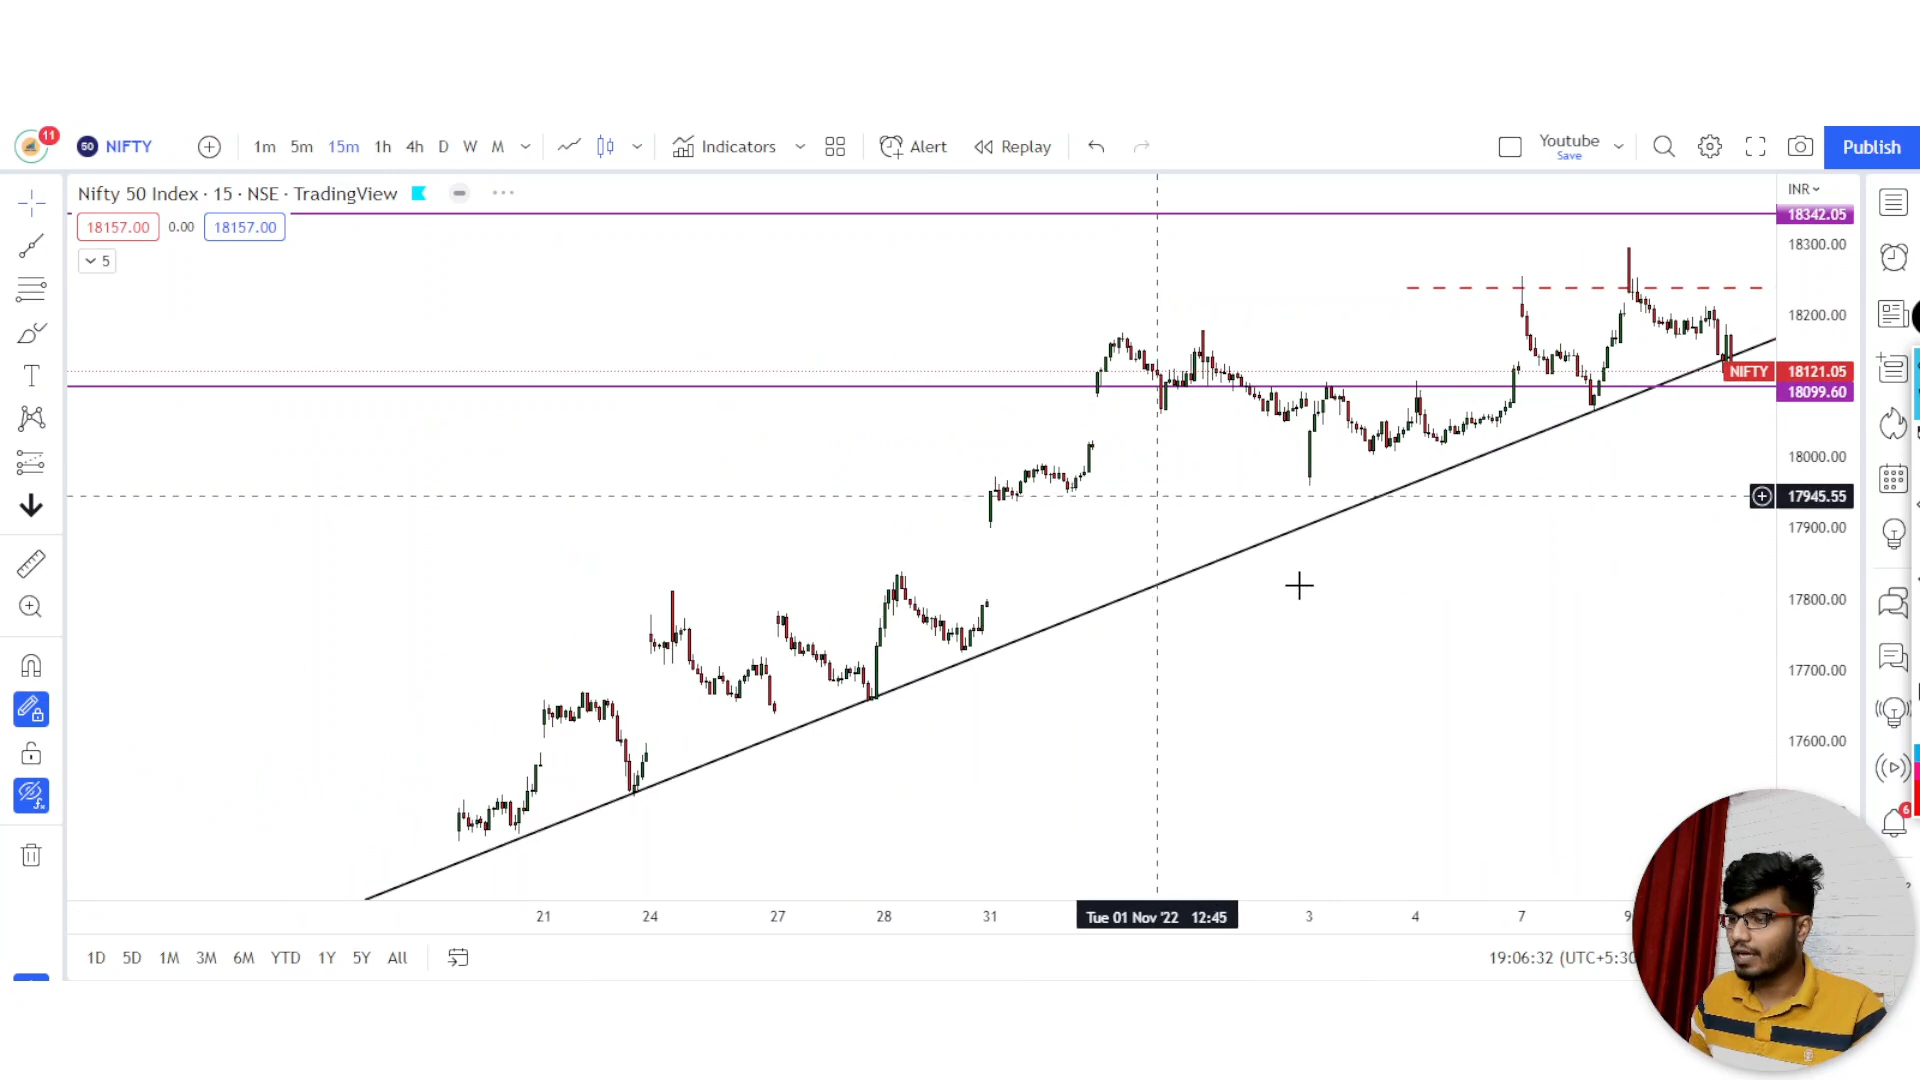 11
50 NIFTY
1m 5m 15m 1h 4h D W M
Indicators
Alert
Replay
Youtube
Save
Publish
Nifty 50 Index · 15 · NSE · TradingView
INR
18157.00 0.00 18157.00
5
18342.05
18300.00
18200.00
NIFTY 18121.05
18099.60
18000.00
17945.55
17900.00
17800.00
17700.00
17600.00
21 24 27 28 31 Tue 01 Nov '22 12:45 3 4 7 9
1D 5D 1M 3M 6M YTD 1Y 5Y All
19:06:32 (UTC+5:30
6